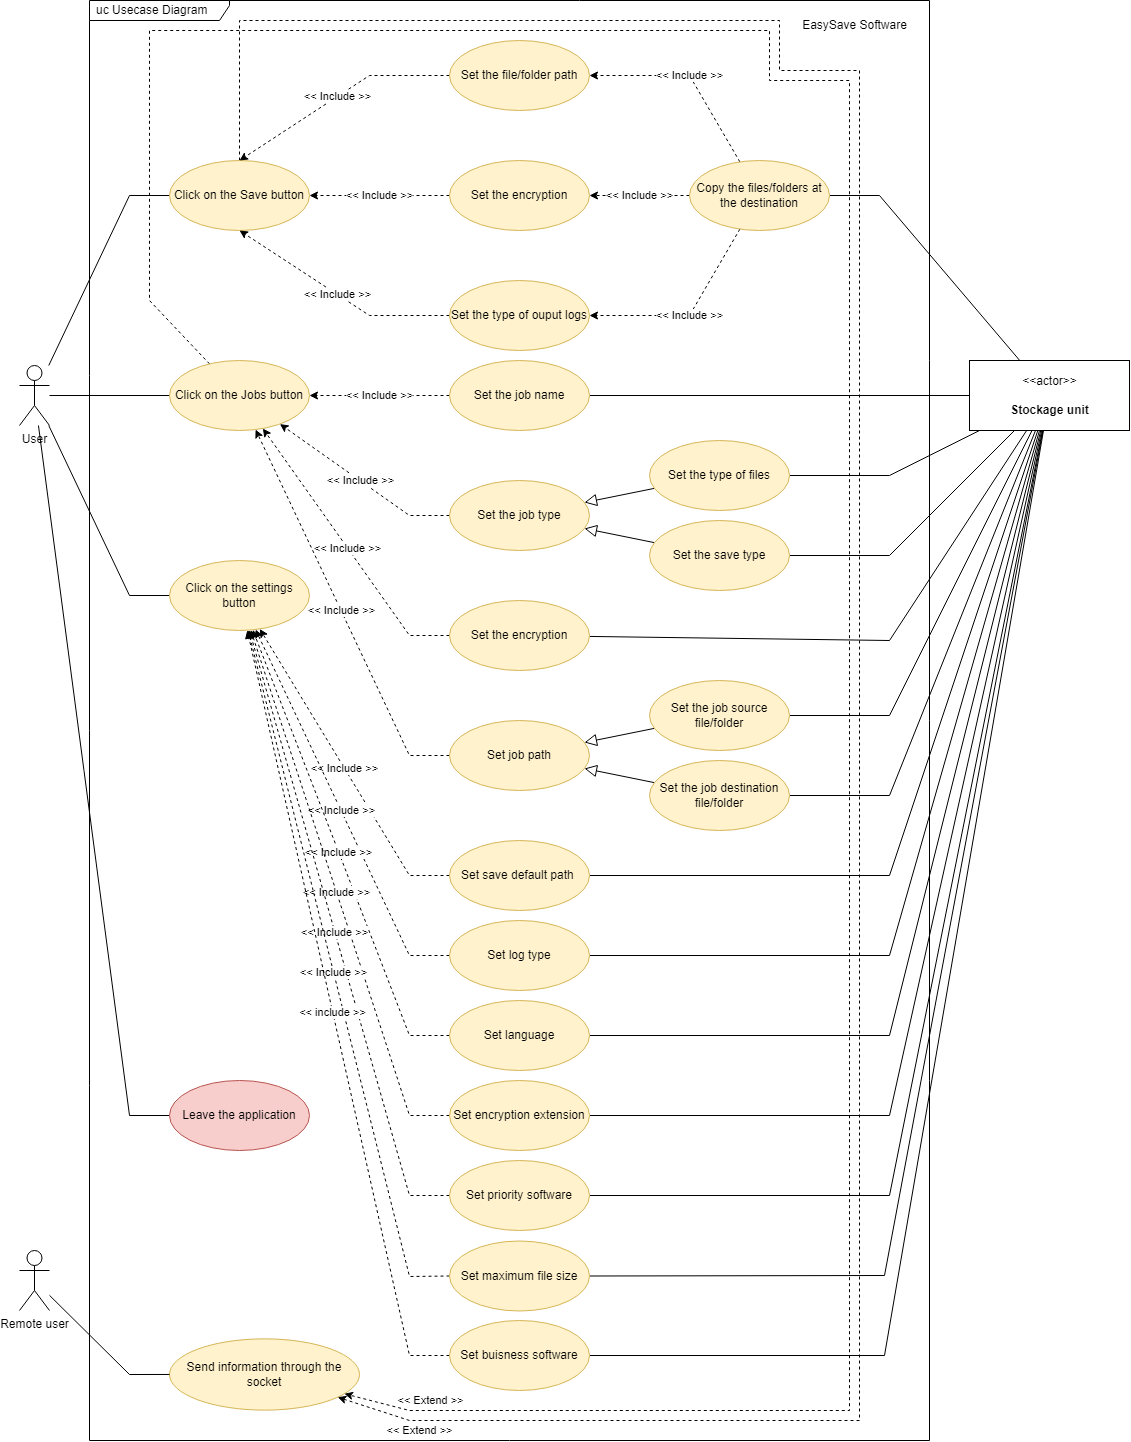 uc Usecase Diagram
EasySave Software
Set the file/folder path
<< Include >>
<< Include >>
Click on the Save button
<< Include >>
Set the encryption
<< Include >>
Copy the files/folders at
the destination
<< Include >>
Set the type of ouput logs
<< Include >>
User
Click on the Jobs button
<< Include >>
Set the job name
<<actor>>
Stockage unit
<< Include >>
Set the job type
Set the type of files
Set the save type
<< Include >>
Click on the settings
button
<< Include >>
Set the encryption
Set job path
Set the job source
file/folder
Set the job destination
file/folder
<< Include >>
<< Include >>
<< Include >>
<< Include >>
<< Include >>
<< Include >>
<< include >>
Set save default path
Set log type
Set language
Leave the application
Set encryption extension
Set priority software
Set maximum file size
Remote user
Set buisness software
Send information through the
socket
<< Extend >>
<< Extend >>